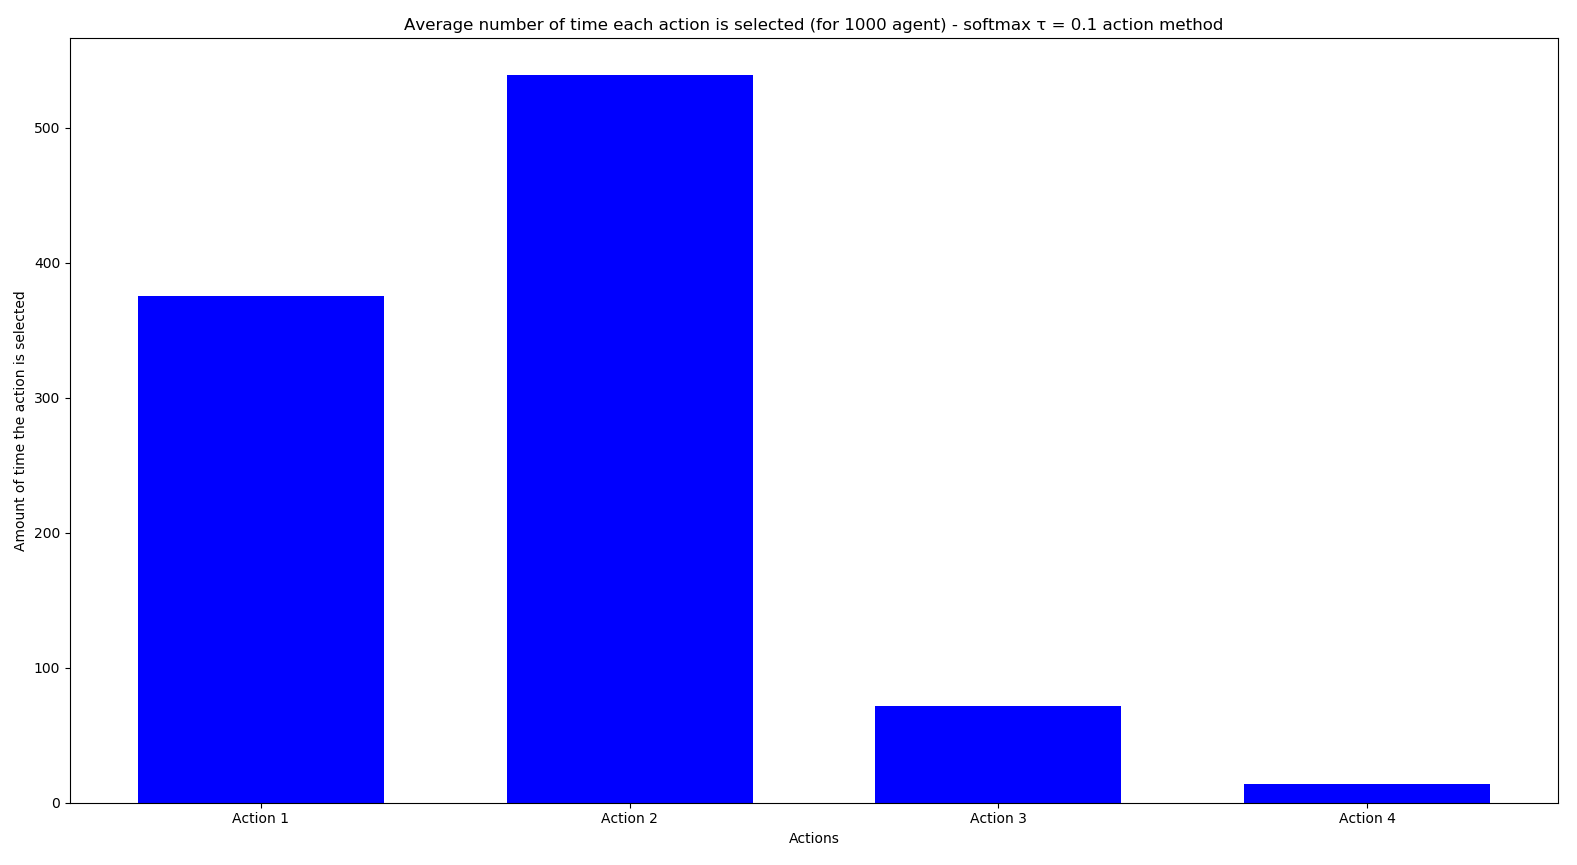 Average number of time each action is selected (for 1000 agent) - softmax τ = 0.1 action method
Amount of time the action is selected
500
400
300
200
100
0
Action 1
Action 2
Action 3
Action 4
Actions